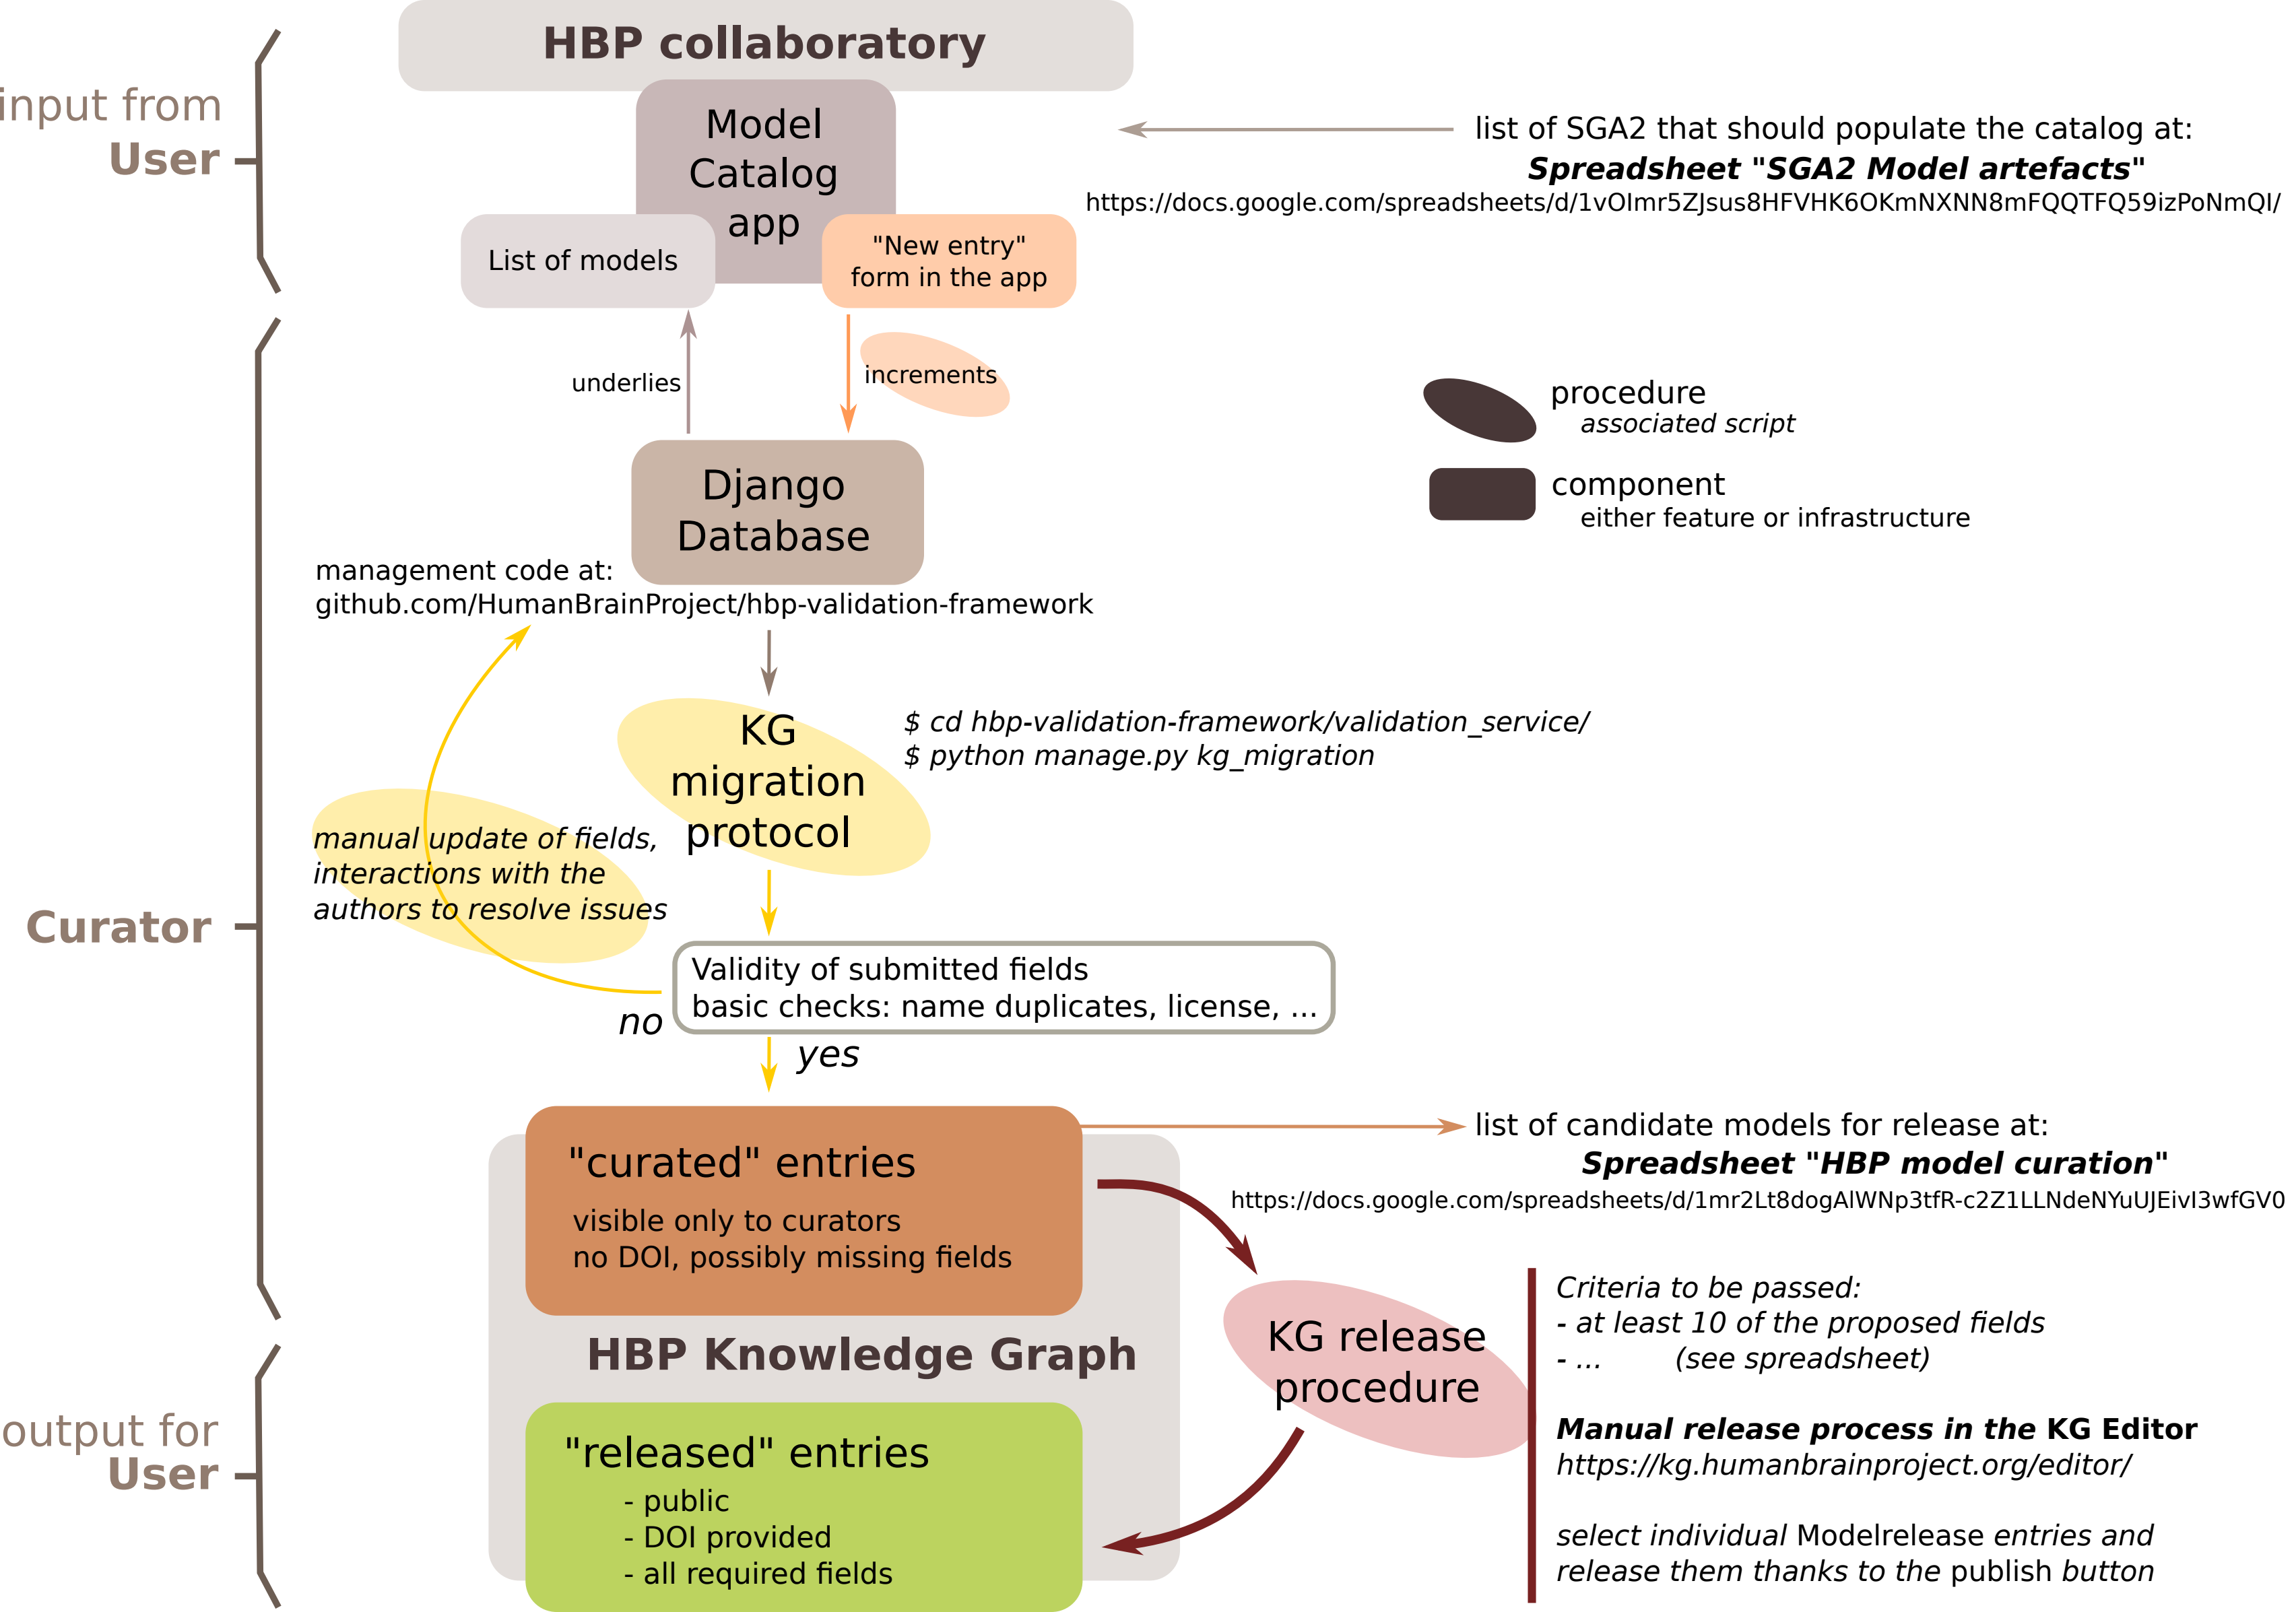 HBP collaboratory
input from
User
Model
Catalog
app
list of SGA2 that should populate the catalog at:
Spreadsheet "SGA2 Model artefacts"
https://docs.google.com/spreadsheets/d/1vOImr5ZJsus8HFVHK6OKmNXNN8mFQQTFQ59izPoNmQI/
List of models
"New entry"
form in the app
underlies
increments
procedure
associated script
component
either feature or infrastructure
Django
Database
management code at:
github.com/HumanBrainProject/hbp-validation-framework
KG
migration
protocol
$ cd hbp-validation-framework/validation_service/
$ python manage.py kg_migration
manual update of fields,
interactions with the
authors to resolve issues
Curator
Validity of submitted fields
basic checks: name duplicates, license, ...
no
yes
"curated" entries
visible only to curators
no DOI, possibly missing fields
list of candidate models for release at:
Spreadsheet "HBP model curation"
https://docs.google.com/spreadsheets/d/1mr2Lt8dogAlWNp3tfR-c2Z1LLNdeNYuUJEivI3wfGV0
HBP Knowledge Graph
KG release
procedure
Criteria to be passed:
- at least 10 of the proposed fields
- ... (see spreadsheet)
Manual release process in the KG Editor
https://kg.humanbrainproject.org/editor/
select individual Modelrelease entries and
release them thanks to the publish button
output for
User
"released" entries
- public
- DOI provided
- all required fields